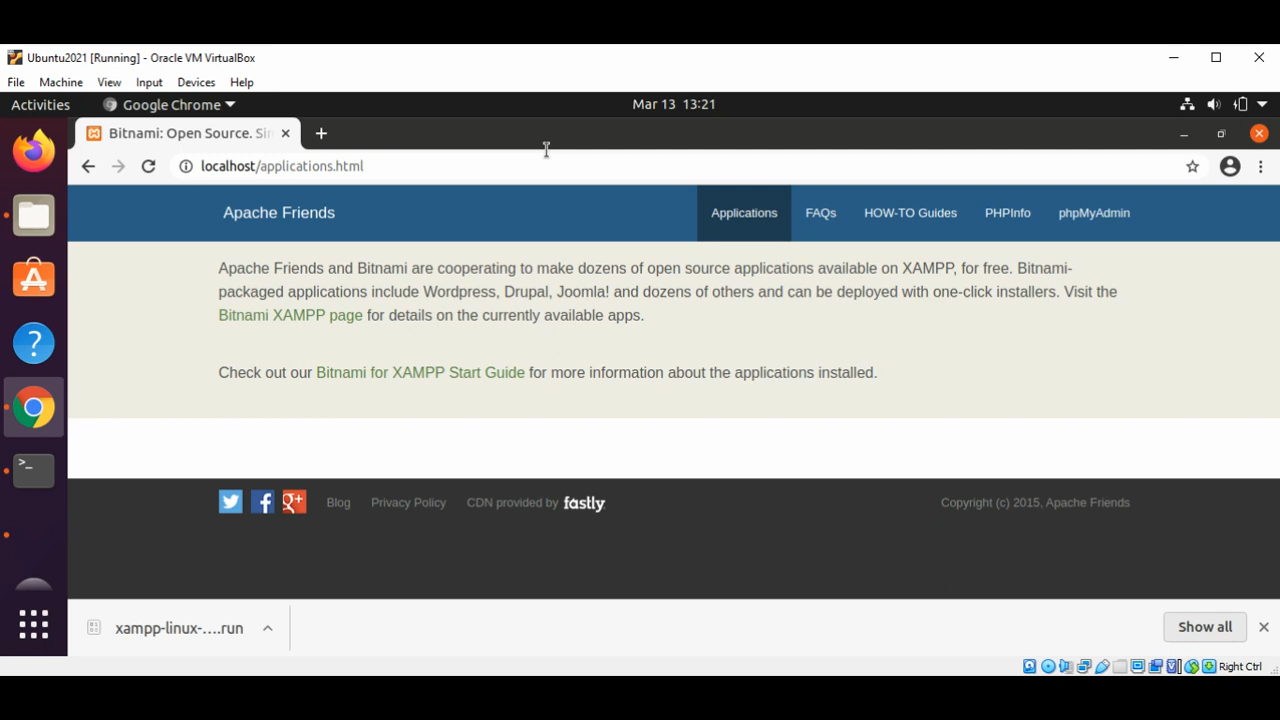 Ubuntu2021 [Running] - Oracle VM VirtualBox
File Machine View Input Devices Help
Activities Google Chrome Mar 13 13:21
Bitnami: Open Source. Sin
localhost/applications.html
Apache Friends Applications FAQs HOW-TO Guides PHPInfo phpMyAdmin
Apache Friends and Bitnami are cooperating to make dozens of open source applications available on XAMPP, for free. Bitnami-
packaged applications include Wordpress, Drupal, Joomla! and dozens of others and can be deployed with one-click installers. Visit the
Bitnami XAMPP page for details on the currently available apps.
Check out our Bitnami for XAMPP Start Guide for more information about the applications installed.
Blog Privacy Policy CDN provided by fastly Copyright (c) 2015, Apache Friends
xampp-linux-....run Show all
Right Ctrl